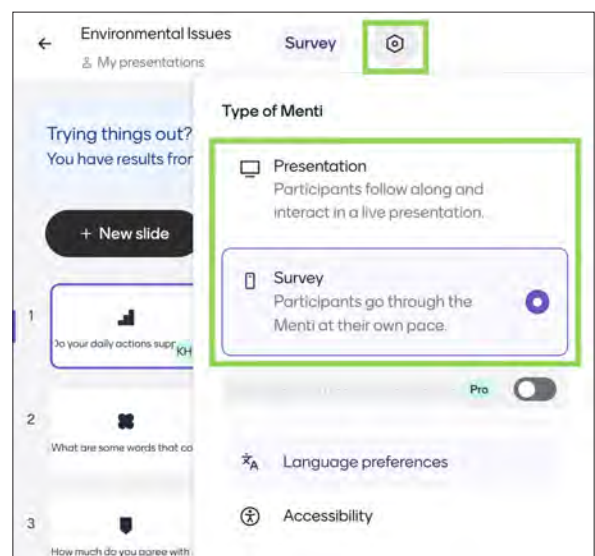 Environmental Issues
My presentations
Survey
Trying things out?
You have results from
+ New slide
1
Do your daily actions supp
KH
2
What are some words that co
3
How much do you agree with
Type of Menti
Presentation
Participants follow along and
interact in a live presentation.
Survey
Participants go through the
Menti at their own pace.
Pro
Language preferences
Accessibility